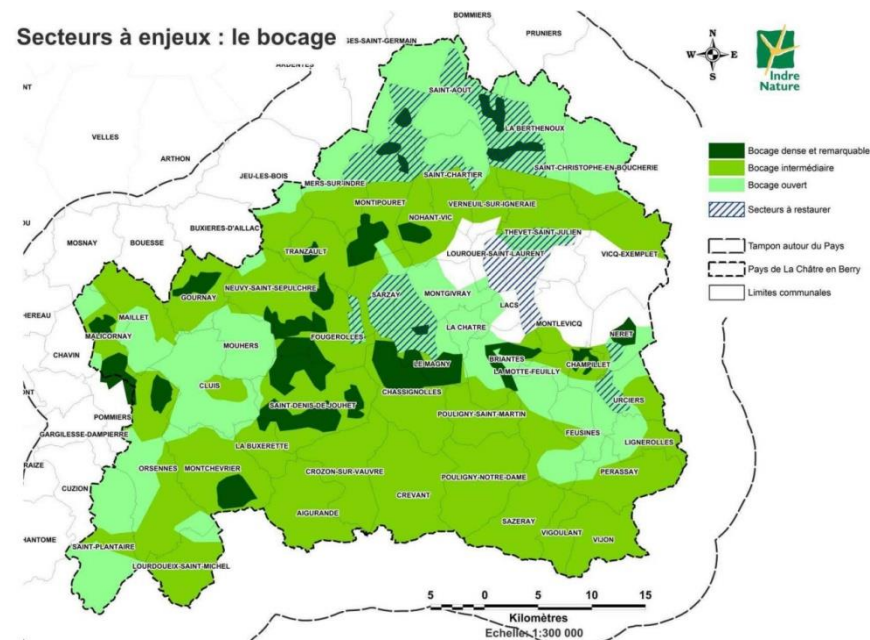 Secteurs à enjeux : le bocage
BOMMIERS
PRUNIERS
GES-SAINT-GERMAIN
ARDENTES
N
W E
S
Indre
Nature
Bocage dense et remarquable
Bocage intermédiaire
Bocage ouvert
Secteurs à restaurer
Tampon autour du Pays
Pays de La Châtre en Berry
Limites communales
SAINT-AOUT
VELLES
LA BERTHENOUX
ARTHON
SAINT-CHRISTOPHE-EN-BOUCHERIE
JEU-LES-BOIS
SAINT-CHARTIER
MERS-SUR-INDRE
MONTIPOURET
VERNEUIL-SUR-IGNERAIE
NOHANT-VIC
BUXIERES-D'AILLAC
THEVET-SAINT-JULIEN
MOSNAY
BOUESSE
TRANZAULT
LOUROUER-SAINT-LAURENT
VICQ-EXEMPLET
NEUVY-SAINT-SEPULCHRE
SARZAY
MONTGIVRAY
GOURNAY
LACS
HEREAU
MAILLET
LA CHATRE
MONTLEVICQ
MALICORNAY
FOUGEROLLES
NERET
MOUHERS
CHAVIN
LE MAGNY
BRIANTES
CHAMPILLET
LA MOTTE-FEUILLY
CLUIS
CHASSIGNOLLES
URCIERS
SAINT-DENIS-DE-JOUHET
POMMIERS
POULIGNY-SAINT-MARTIN
GARGILESSE-DAMPIERRE
FEUSINES
LIGNEROLLES
LA BUXERETTE
RAIZE
ORSENNES
MONTCHEVRIER
CROZON-SUR-VAUVRE
POULIGNY-NOTRE-DAME
PERASSAY
CUZION
CREVANT
AIGURANDE
SAZERAY
HANTOME
VIGOULANT
VIJON
SAINT-PLANTAIRE
LOURDOUEIX-SAINT-MICHEL
5 0 5 10 15
Kilomètres
Echelle: 1:300 000